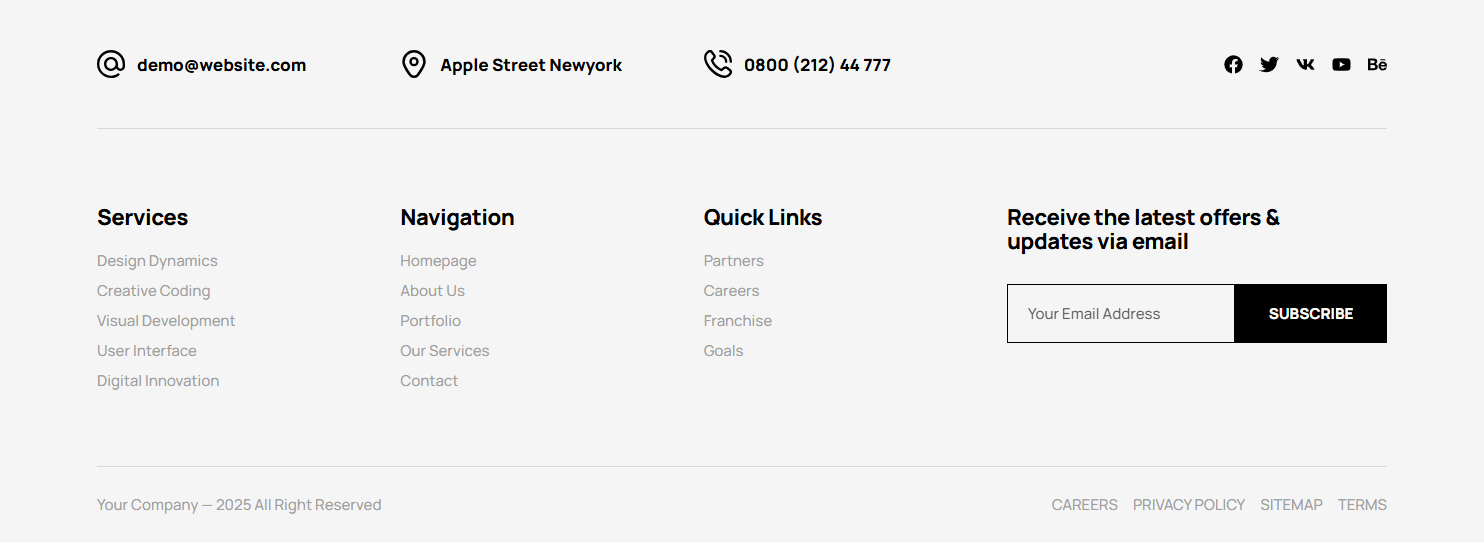 demo@website.com
Apple Street Newyork
0800 (212) 44 777
Services
Design Dynamics
Creative Coding
Visual Development
User Interface
Digital Innovation
Navigation
Homepage
About Us
Portfolio
Our Services
Contact
Quick Links
Partners
Careers
Franchise
Goals
Receive the latest offers &
updates via email
Your Email Address
SUBSCRIBE
Your Company — 2025 All Right Reserved
CAREERS PRIVACY POLICY SITEMAP TERMS